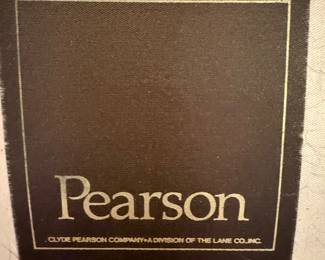 Pearson
CLYDE PEARSON COMPANY•A DIVISION OF THE LANE CO.,INC.